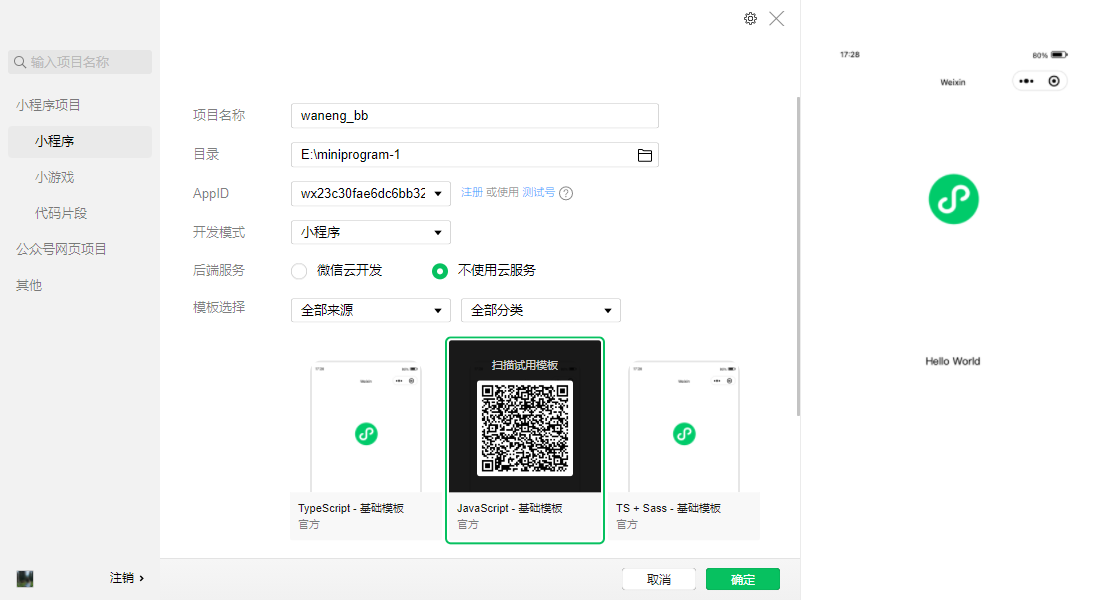 输入项目名称
小程序项目
小程序
小游戏
代码片段
公众号网页项目
其他
注销
项目名称
waneng_bb
目录
E:\miniprogram-1
AppID
wx23c30fae6dc6bb32
注册 或使用 测试号 ?
开发模式
小程序
后端服务
微信云开发
不使用云服务
模板选择
全部来源
全部分类
Weixin
TypeScript - 基础模板
官方
扫描试用模板
JavaScript - 基础模板
官方
Weixin
TS + Sass - 基础模板
官方
取消
确定
17:28
80%
Weixin
Hello World